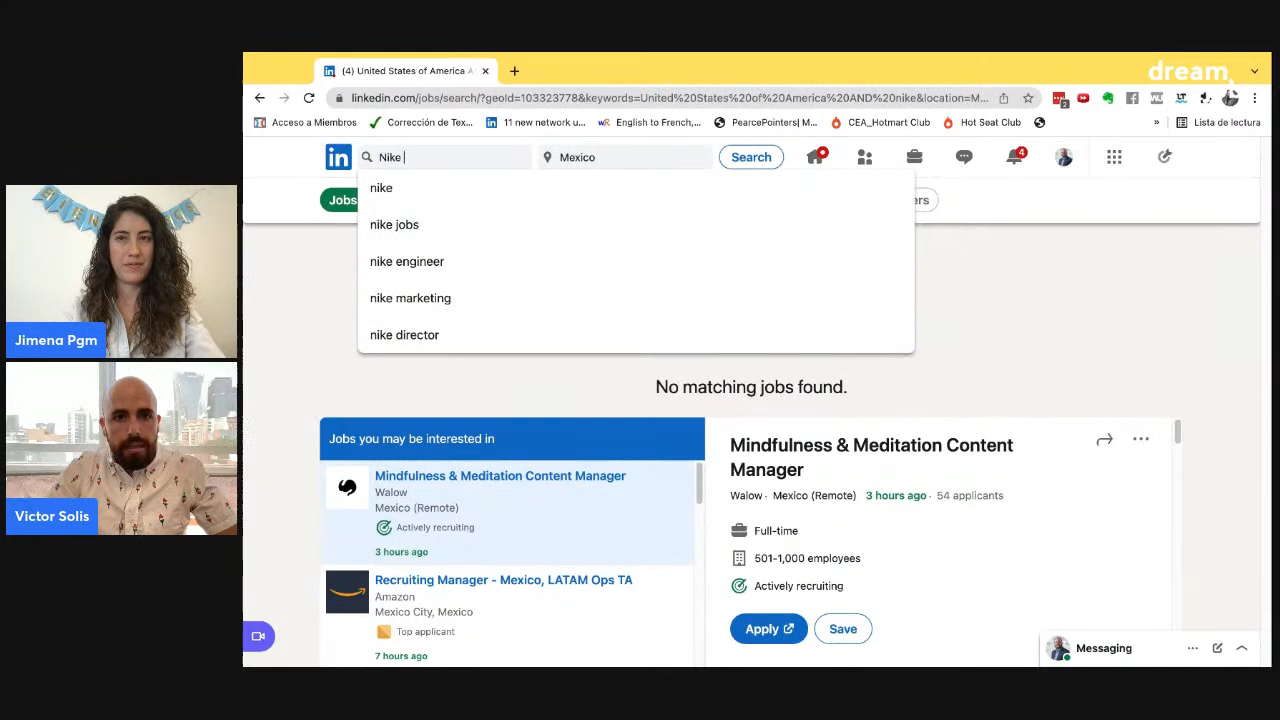 (4) United States of America A
dream
linkedin.com/jobs/search/?geoId=103323778&keywords=United%20States%20of%20America%20AND%20nike&location=M...
2
Acceso a Miembros
Corrección de Tex...
11 new network u...
English to French,...
PearcePointers| M...
CEA_Hotmart Club
Hot Seat Club
»
Lista de lectura
in
Nike
Mexico
Search
4
Jobs
ers
nike
nike jobs
nike engineer
nike marketing
nike director
No matching jobs found.
Jobs you may be interested in
Mindfulness & Meditation Content Manager
Walow
Mexico (Remote)
Actively recruiting
3 hours ago
Recruiting Manager - Mexico, LATAM Ops TA
Amazon
Mexico City, Mexico
Top applicant
7 hours ago
Mindfulness & Meditation Content
Manager
Walow · Mexico (Remote) 3 hours ago · 54 applicants
Full-time
501-1,000 employees
Actively recruiting
Apply
Save
Messaging
Jimena Pgm
Victor Solis